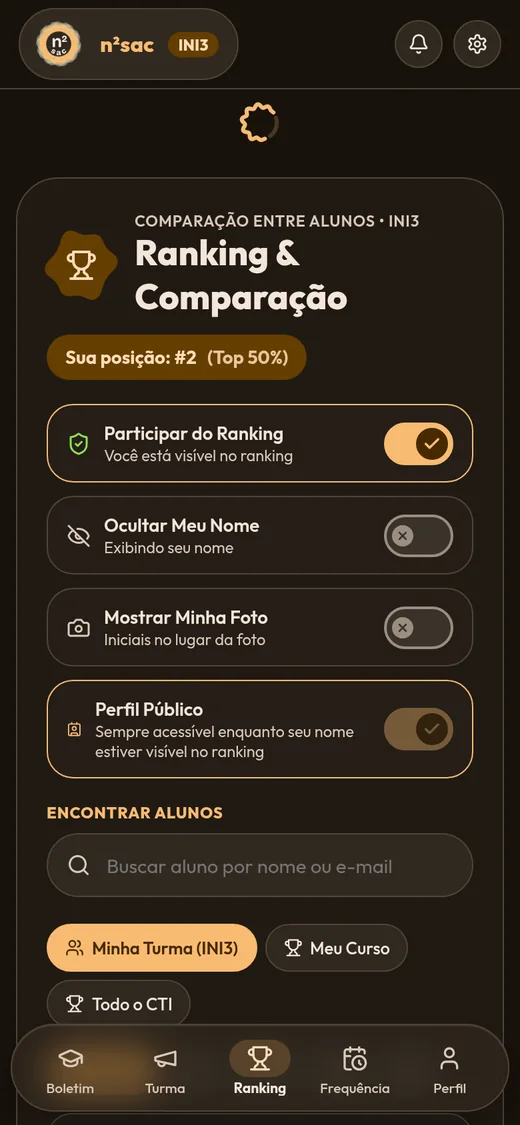 n²
sac
n²sac
INI3
COMPARAÇÃO ENTRE ALUNOS • INI3
Ranking &
Comparação
Sua posição: #2 (Top 50%)
Participar do Ranking
Você está visível no ranking
Ocultar Meu Nome
Exibindo seu nome
Mostrar Minha Foto
Iniciais no lugar da foto
Perfil Público
Sempre acessível enquanto seu nome
estiver visível no ranking
ENCONTRAR ALUNOS
Buscar aluno por nome ou e-mail
Minha Turma (INI3)
Meu Curso
Todo o CTI
Boletim
Turma
Ranking
Frequência
Perfil